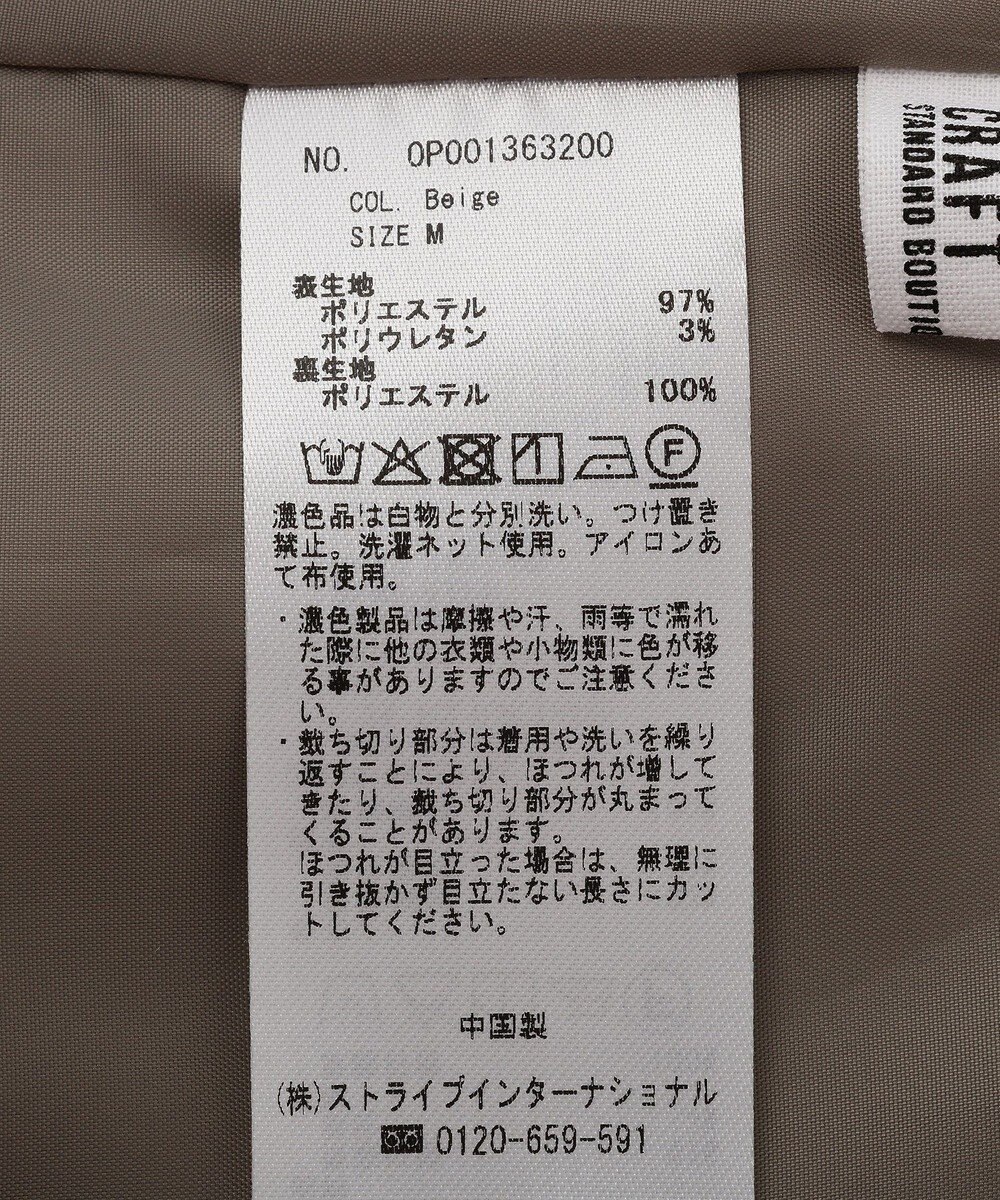 NO. OP001363200
COL. Beige
SIZE M
表生地
ポリエステル 97%
ポリウレタン 3%
裏生地
ポリエステル 100%
F
濃色品は白物と分別洗い。つけ置き
禁止。洗濯ネット使用。アイロンあ
て布使用。
・濃色製品は摩擦や汗、雨等で濡れ
た際に他の衣類や小物類に色が移
る事がありますのでご注意くださ
い。
・裁ち切り部分は着用や洗いを繰り
返すことにより、ほつれが増して
きたり、裁ち切り部分が丸まって
くることがあります。
ほつれが目立った場合は、無理に
引き抜かず目立たない長さにカッ
トしてください。
中国製
(株)ストライプインターナショナル
0120-659-591
CRAFT
STANDARD BOUTIQ